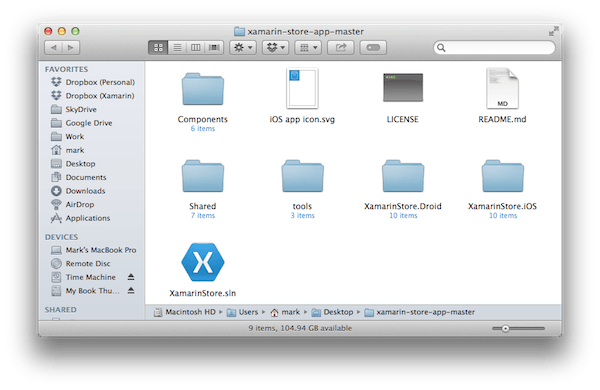 xamarin-store-app-master
FAVORITES
Dropbox (Personal)
Dropbox (Xamarin)
SkyDrive
Google Drive
Work
mark
Desktop
Documents
Downloads
AirDrop
Applications
DEVICES
Mark's MacBook Pro
Remote Disc
Time Machine
My Book Thu...
SHARED
Components
6 items
iOS app icon.svg
LICENSE
MD
README.md
Shared
7 items
tools
3 items
XamarinStore.Droid
10 items
XamarinStore.iOS
10 items
X
XamarinStore.sln
Macintosh HD ▸ Users ▸ mark ▸ Desktop ▸ xamarin-store-app-master
9 items, 104.94 GB available